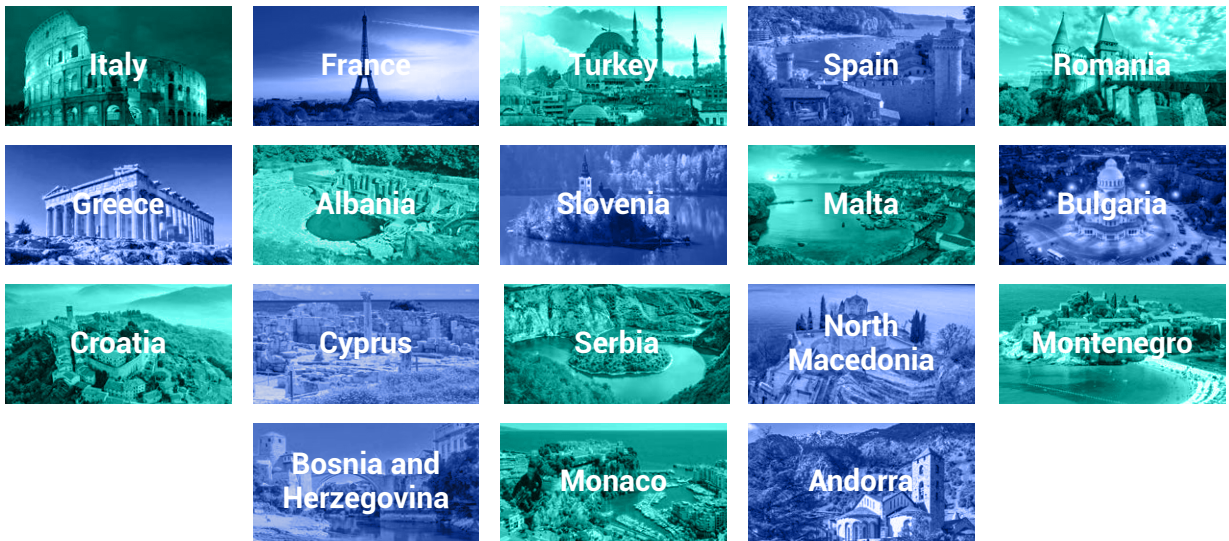 Italy
France
Turkey
Spain
Romania
Greece
Albania
Slovenia
Malta
Bulgaria
Croatia
Cyprus
Serbia
North
Macedonia
Montenegro
Bosnia and
Herzegovina
Monaco
Andorra